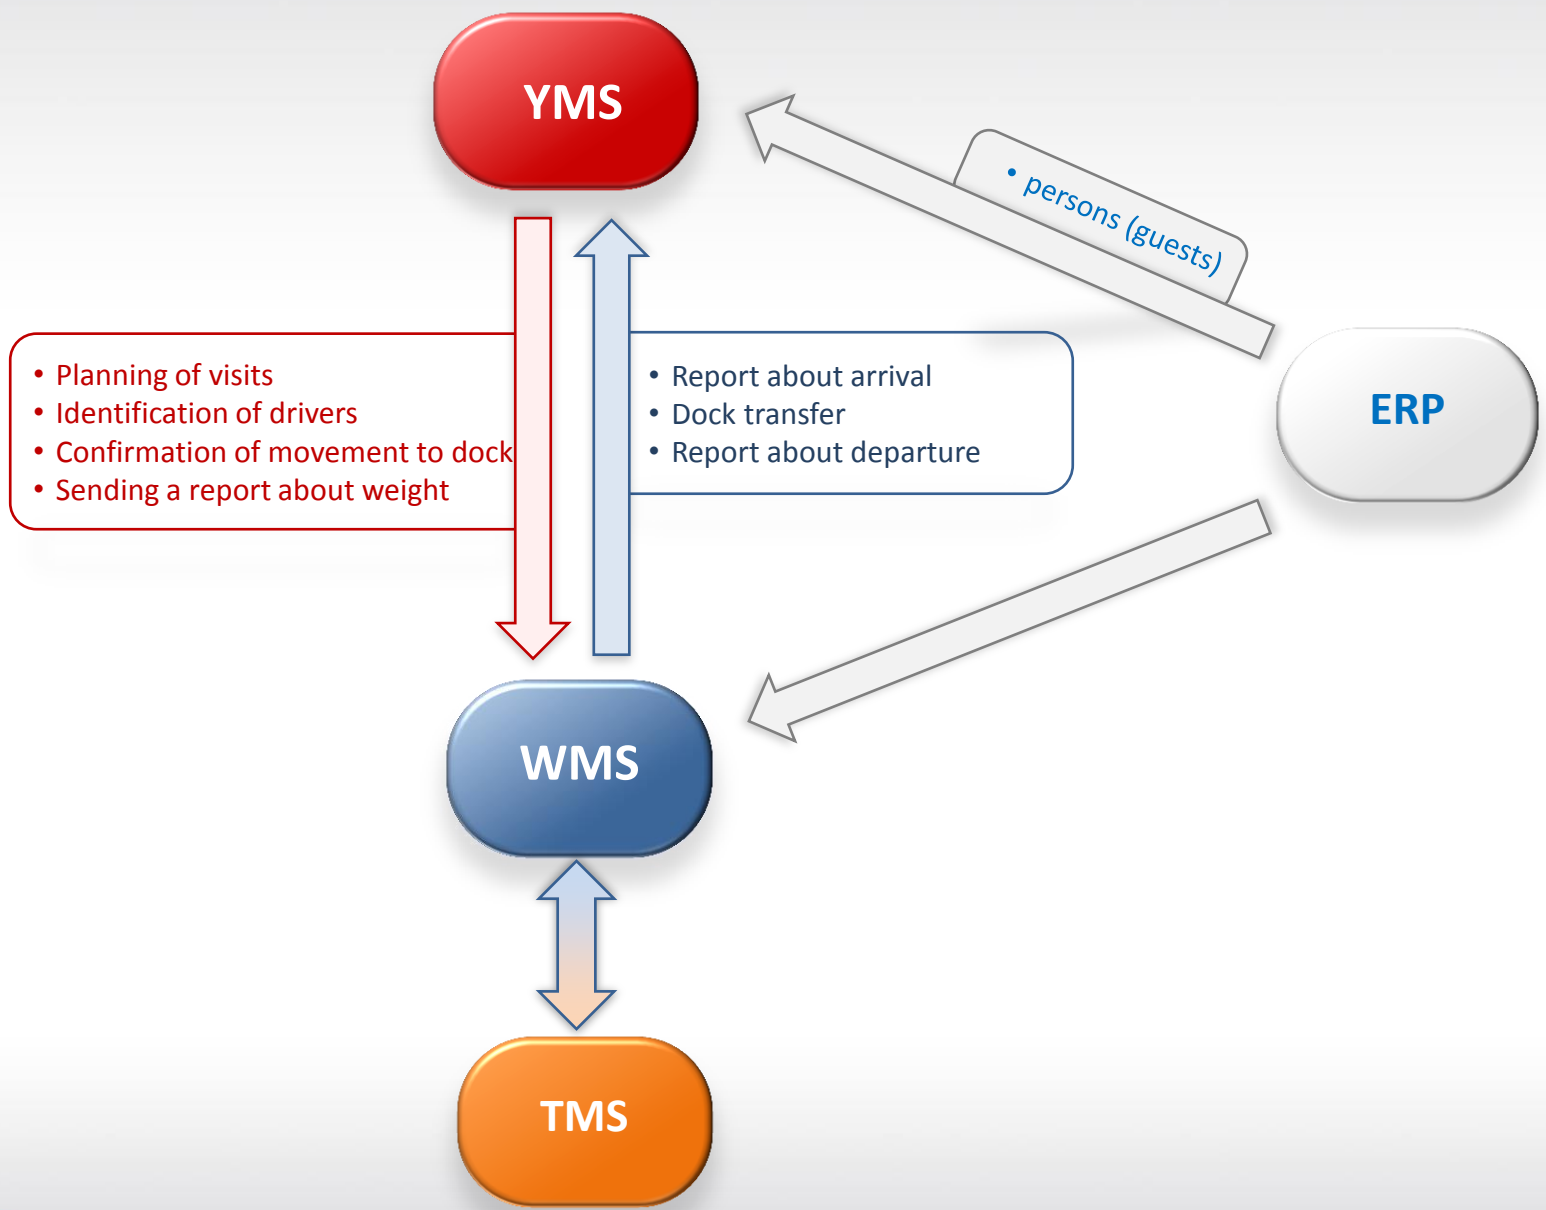 YMS
• persons (guests)
• Planning of visits
• Identification of drivers
• Confirmation of movement to dock
• Sending a report about weight
• Report about arrival
• Dock transfer
• Report about departure
ERP
WMS
TMS